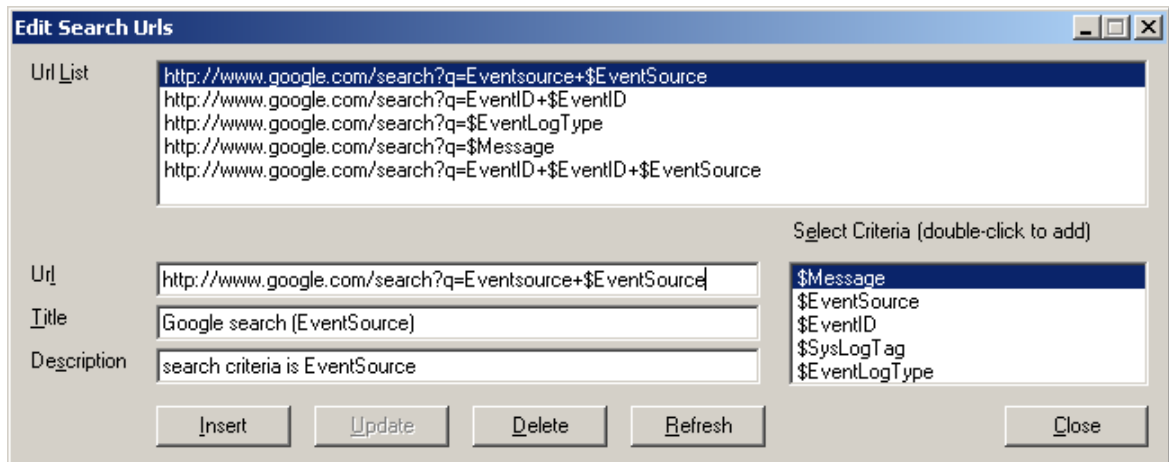 Edit Search Urls
Url List
http://www.google.com/search?q=Eventsource+$EventSource
http://www.google.com/search?q=EventID+$EventID
http://www.google.com/search?q=$EventLogType
http://www.google.com/search?q=$Message
http://www.google.com/search?q=EventID+$EventID+$EventSource
Select Criteria (double-click to add)
Url http://www.google.com/search?q=Eventsource+$EventSource
Title Google search (EventSource)
Description search criteria is EventSource
$Message
$EventSource
$EventID
$SysLogTag
$EventLogType
Insert Update Delete Refresh Close